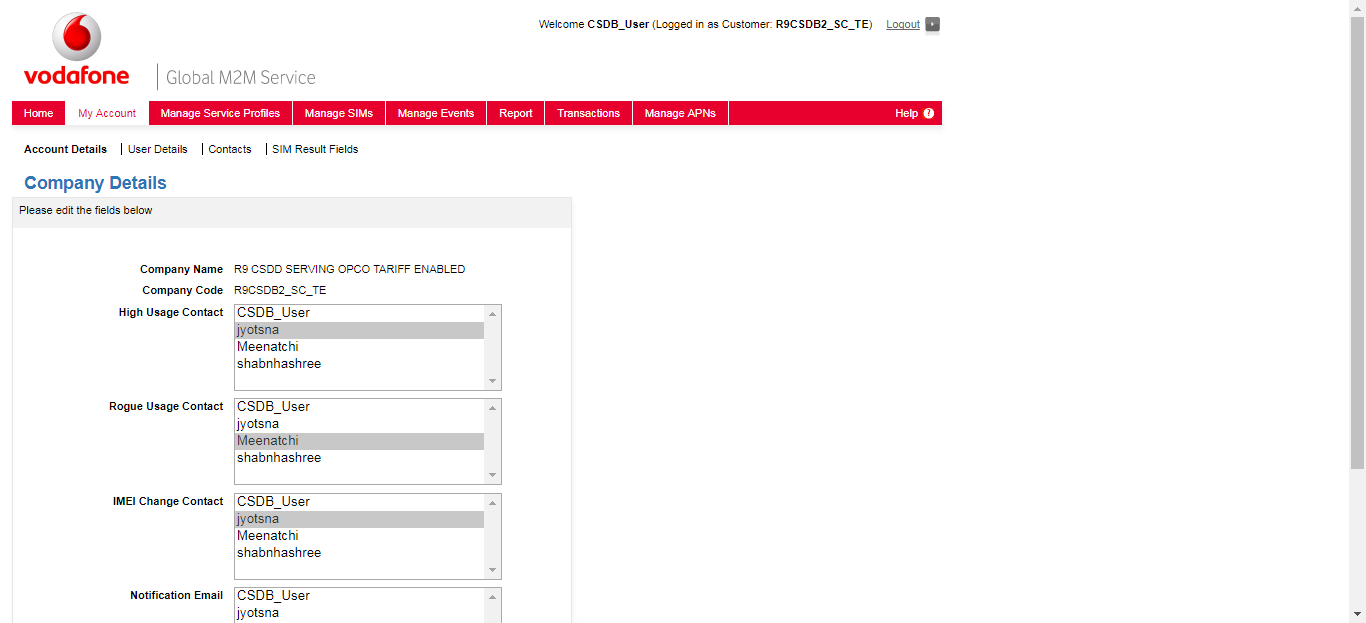 Welcome CSDB_User (Logged in as Customer: R9CSDB2_SC_TE) Logout
vodafone
Global M2M Service
Home My Account Manage Service Profiles Manage SIMs Manage Events Report Transactions Manage APNs Help ?
Account Details User Details Contacts SIM Result Fields
Company Details
Please edit the fields below
Company Name R9 CSDD SERVING OPCO TARIFF ENABLED
Company Code R9CSDB2_SC_TE
High Usage Contact CSDB_User
jyotsna
Meenatchi
shabnhashree
Rogue Usage Contact CSDB_User
jyotsna
Meenatchi
shabnhashree
IMEI Change Contact CSDB_User
jyotsna
Meenatchi
shabnhashree
Notification Email CSDB_User
jyotsna